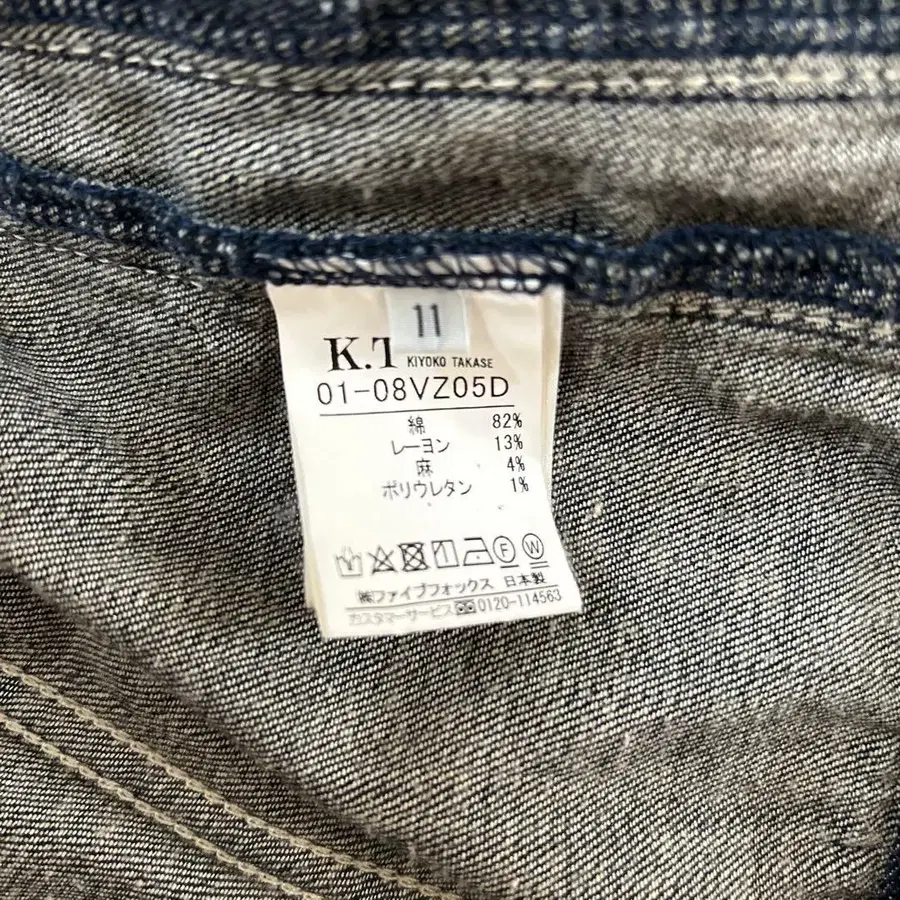 11
K.T KIYOKO TAKASE
01-08VZ05D
綿 82%
レーヨン 13%
麻 4%
ポリウレタン 1%
F W
㈱ファイブフォックス 日本製
カスタマーサービス 0120-114563